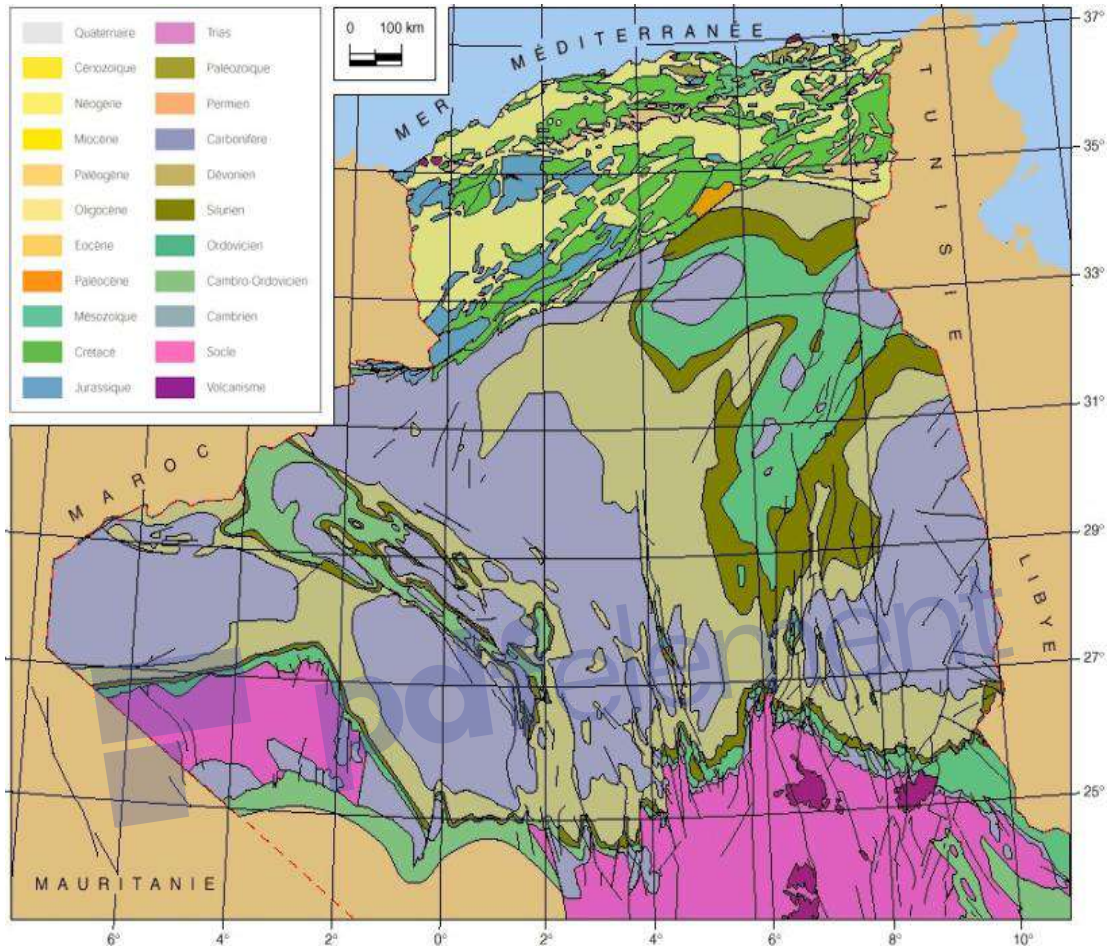 Quaternaire
Cénozoïque
Néogène
Miocène
Paléogène
Oligocène
Eocène
Paléocène
Mésozoïque
Crétacé
Jurassique
Trias
Paléozoïque
Permien
Carbonifère
Dévonien
Silurien
Ordovicien
Cambro-Ordovicien
Cambrien
Socle
Volcanisme
0 100 km
MER MÉDITERRANÉE
TUNISIE
LIBYE
MAROC
MAURITANIE
37°
35°
33°
31°
29°
27°
25°
6° 4° 2° 0° 2° 4° 6° 8° 10°
pdfelement